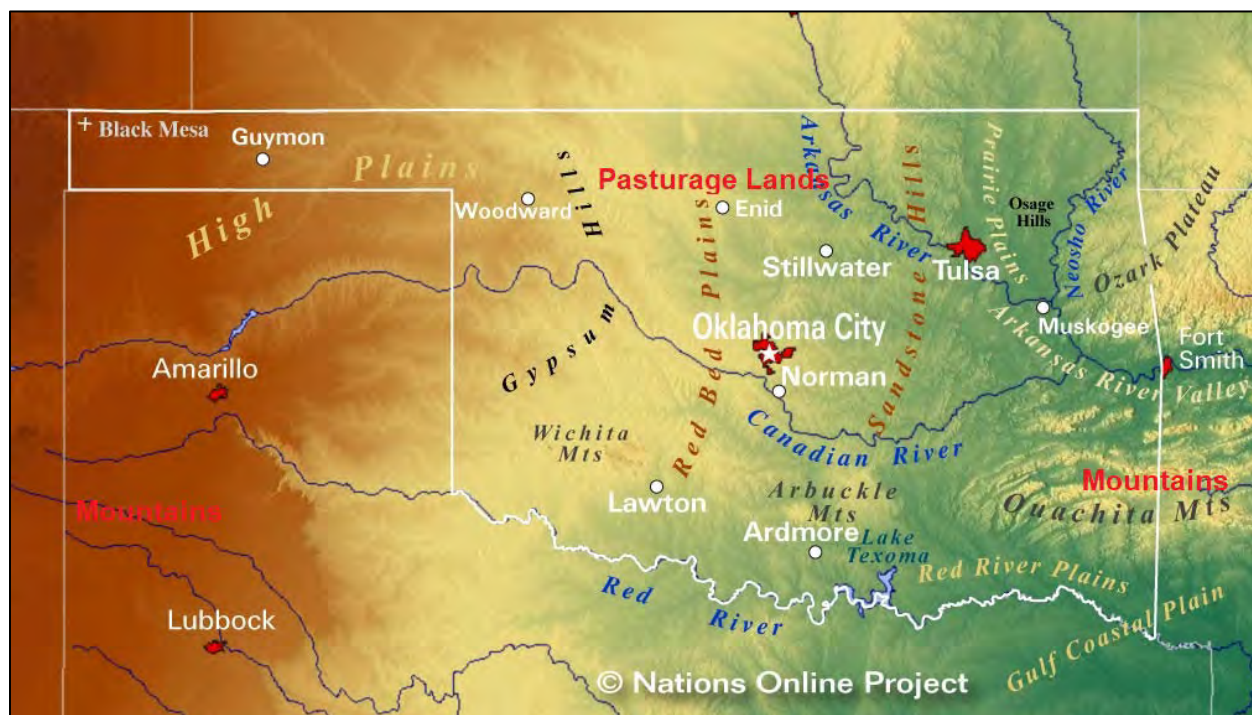 + Black Mesa
Guymon
High Plains
Woodward
Gypsum Hills
Pasturage Lands
Enid
Red Bed Plains
Arkansas River
Sandstone Hills
Prairie Plains
Osage
Hills
Neosho River
Ozark Plateau
Stillwater
Tulsa
Muskogee
Oklahoma City
Norman
Arkansas River Valley
Fort
Smith
Amarillo
Canadian River
Wichita
Mts
Lawton
Arbuckle
Mts
Mountains
Ouachita Mts
Mountains
Ardmore
Lake
Texoma
Red River
Red River Plains
Lubbock
Gulf Coastal Plain
© Nations Online Project